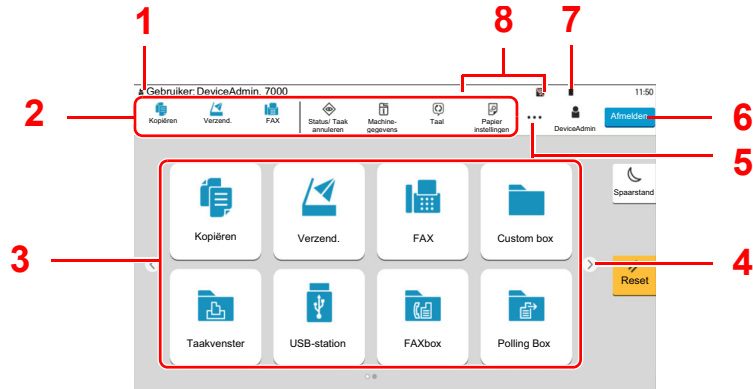 1
8
7
Gebruiker: DeviceAdmin, 7000
11:50
2
Kopiëren
Verzend.
FAX
Status/ Taak
annuleren
Machine-
gegevens
Taal
Papier
instellingen
DeviceAdmin
Afmelden
6
5
Spaarstand
Kopiëren
Verzend.
FAX
Custom box
3
4
Reset
Taakvenster
USB-station
FAXbox
Polling Box